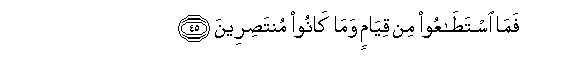 فَمَا ٱسْتَطَـٰعُوا۟ مِن قِيَامٍ وَمَا كَانُوا۟ مُنتَصِرِينَ ٤٥